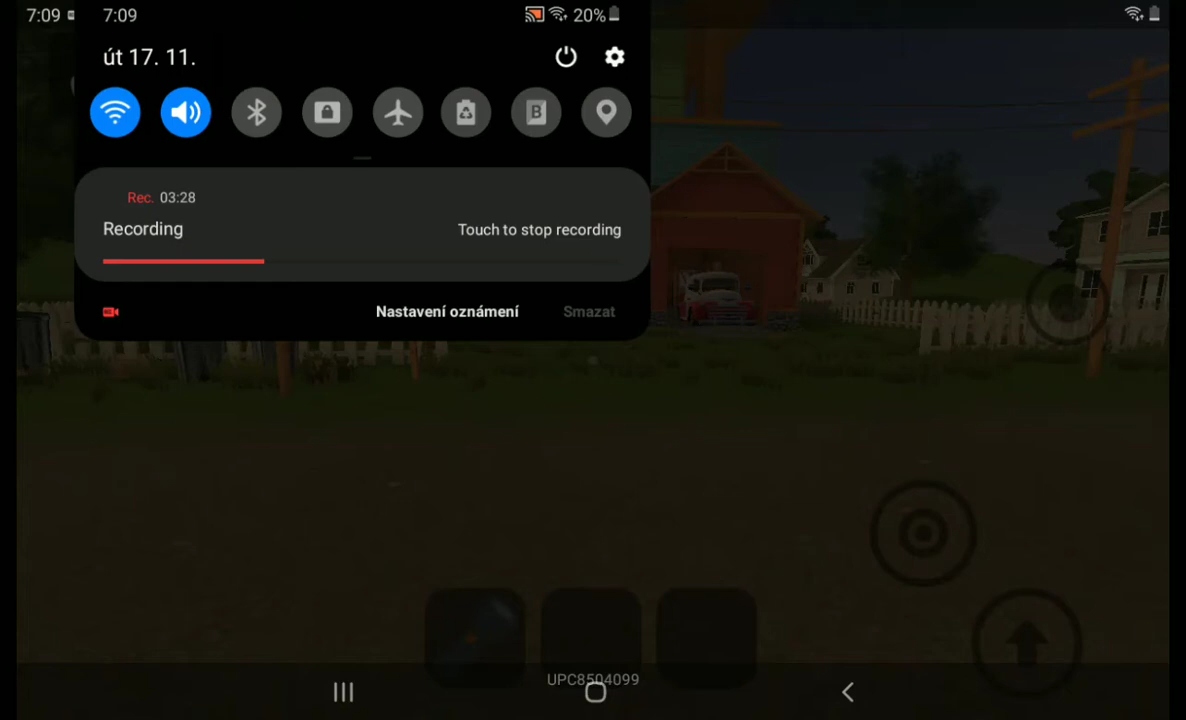 7:09
7:09 20%
út 17. 11.
B
Rec. 03:28
Recording Touch to stop recording
Nastavení oznámení Smazat
UPC8504099